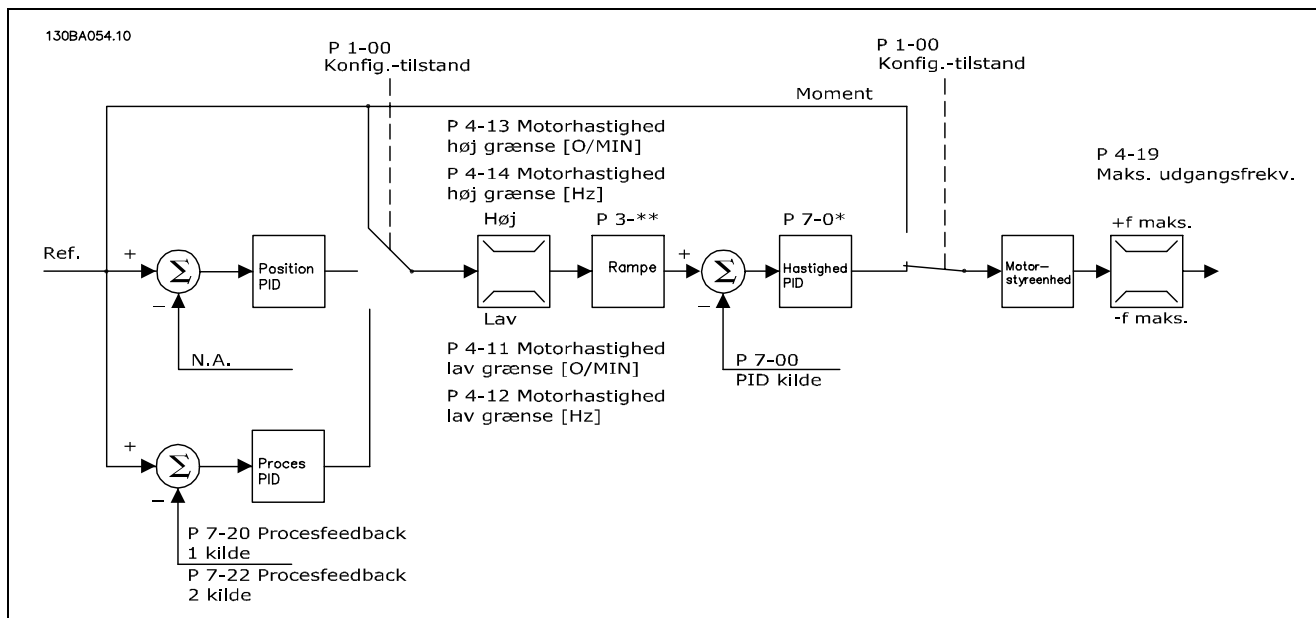 130BA054.10
P 1-00
Konfig.-tilstand
P 1-00
Konfig.-tilstand
Moment
P 4-13 Motorhastighed
høj grænse [O/MIN]
P 4-14 Motorhastighed
høj grænse [Hz]
P 4-19
Maks. udgangsfrekv.
Høj
P 3-**
P 7-0*
+f maks.
Ref.
+
Σ
Position
PID
Rampe
+
Σ
Hastighed
PID
Motor-
styreenhed
−
−
Lav
-f maks.
N.A.
P 4-11 Motorhastighed
lav grænse [O/MIN]
P 4-12 Motorhastighed
lav grænse [Hz]
P 7-00
PID kilde
+
Σ
Proces
PID
−
P 7-20 Procesfeedback
1 kilde
P 7-22 Procesfeedback
2 kilde